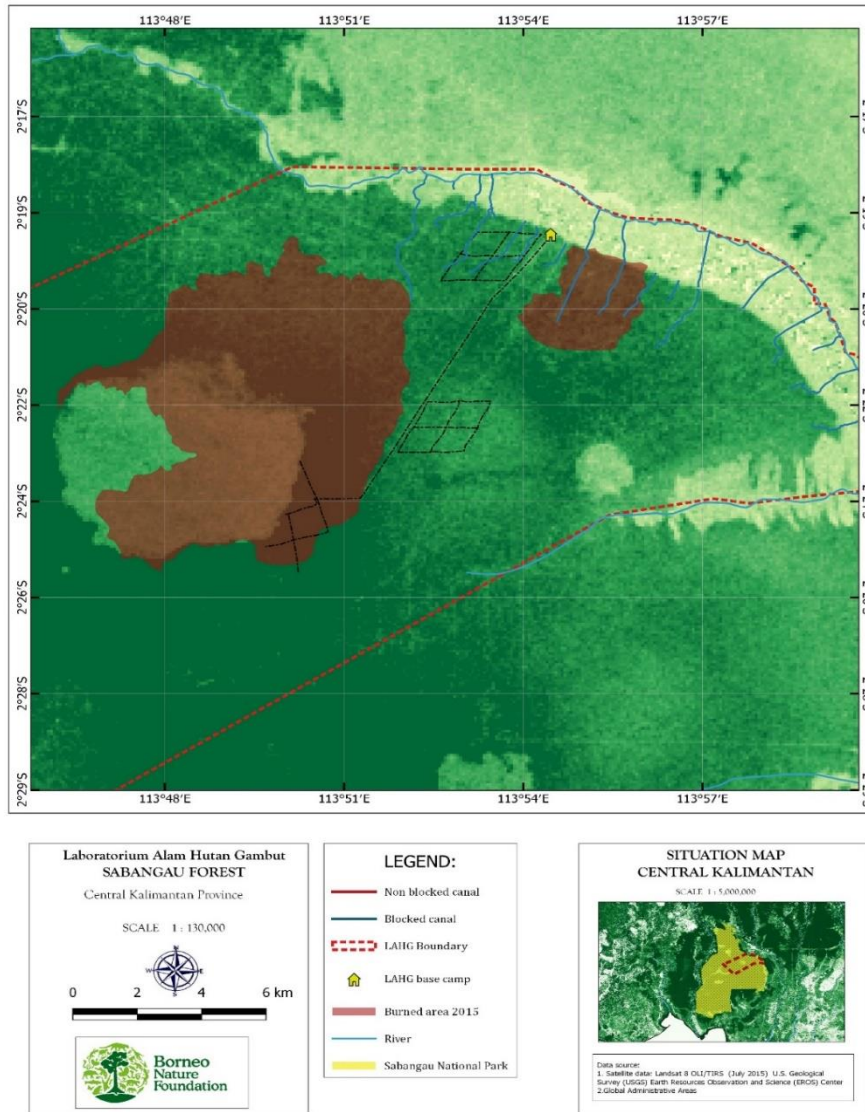 113°48'E 113°51'E 113°54'E 113°57'E
2°17'S
2°19'S
2°20'S
2°22'S
2°24'S
2°26'S
2°28'S
2°29'S
113°48'E 113°51'E 113°54'E 113°57'E
Laboratorium Alam Hutan Gambut
SABANGAU FOREST
Central Kalimantan Province
SCALE 1 : 130,000
N
W E
S
0 2 4 6 km
Borneo
Nature
Foundation
LEGEND:
Non blocked canal
Blocked canal
LAHG Boundary
LAHG base camp
Burned area 2015
River
Sabangau National Park
SITUATION MAP
CENTRAL KALIMANTAN
SCALE 1 : 5,000,000
Data source:
1. Satellite data: Landsat 8 OLI/TIRS (July 2015) U.S. Geological
Survey (USGS) Earth Resources Observation and Science (EROS) Center
2.Global Administrative Areas